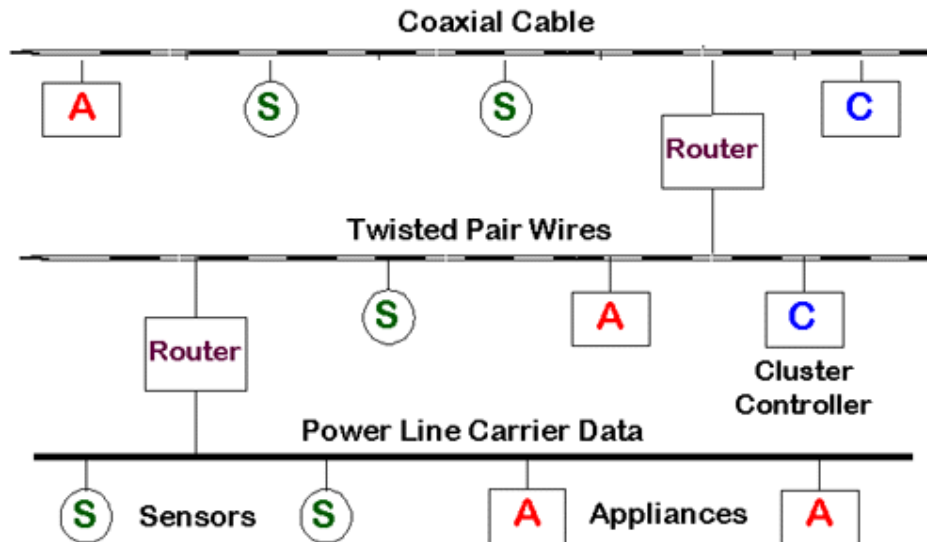 Coaxial Cable
A S S Router C
Twisted Pair Wires
Router S A C
Cluster
Controller
Power Line Carrier Data
S Sensors S A Appliances A